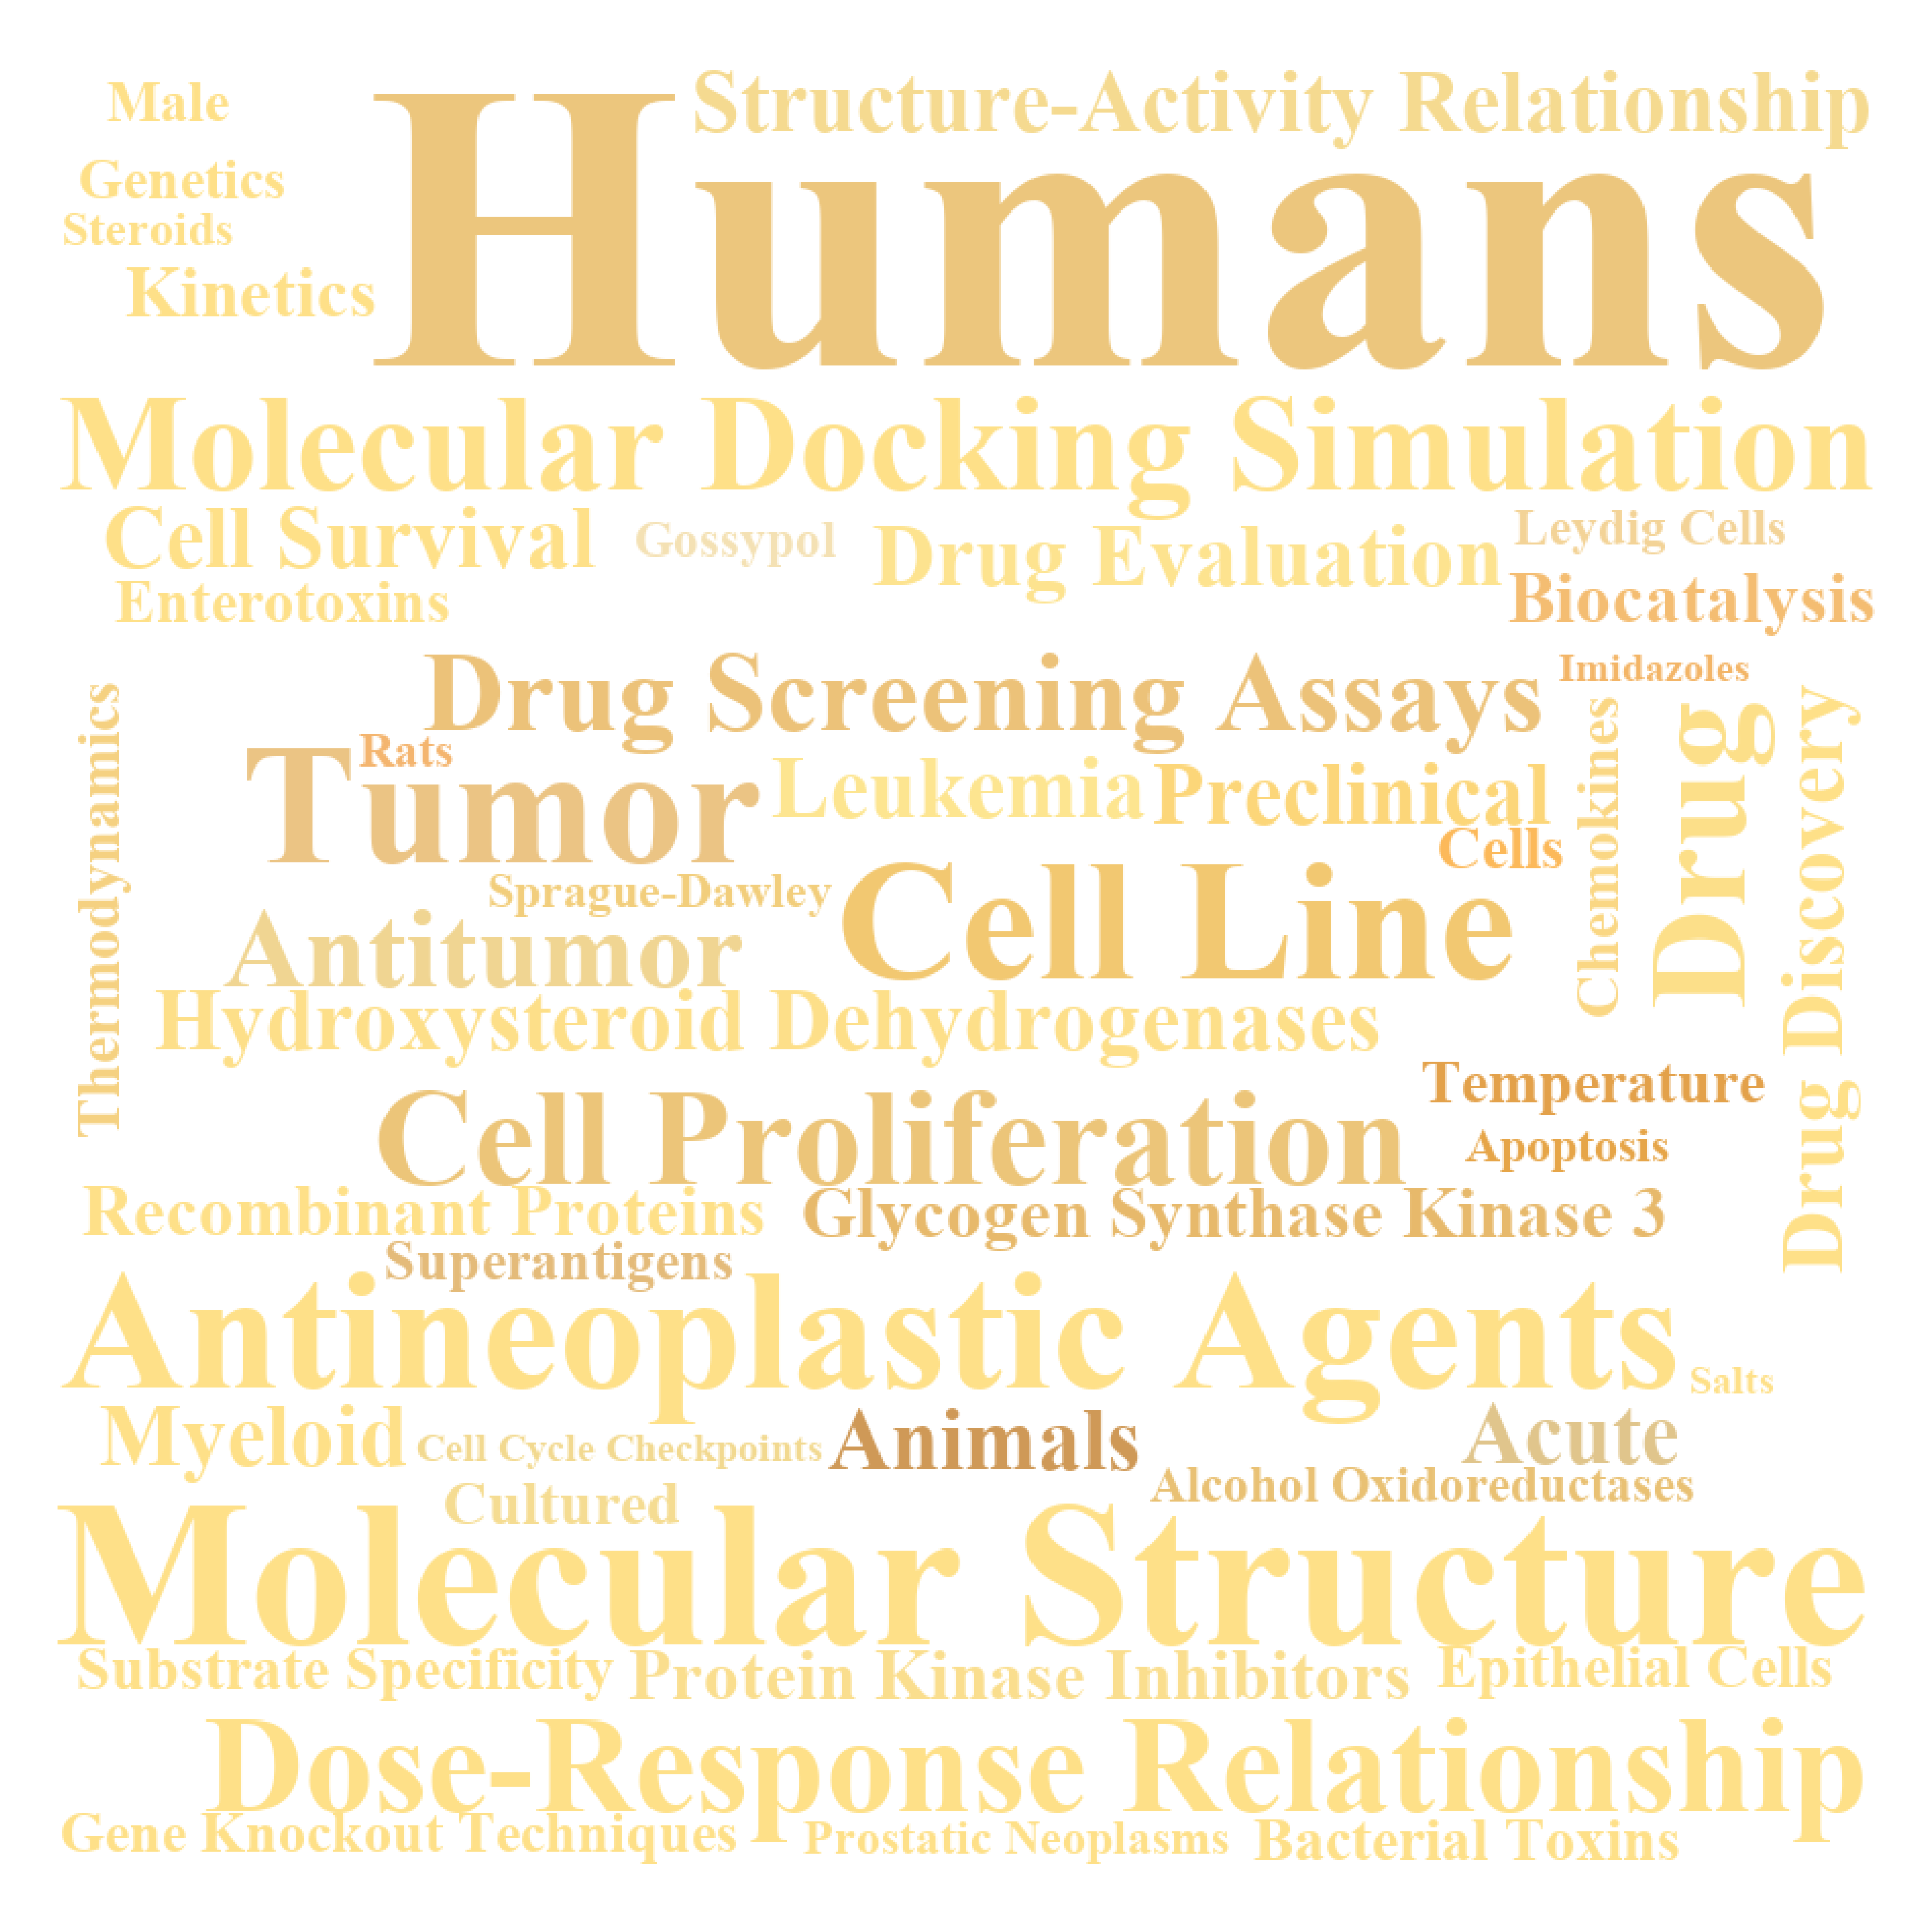 Male
Structure-Activity Relationship
Humans
Genetics
Steroids
Kinetics
Molecular Docking Simulation
Cell Survival
Gossypol
Drug Evaluation
Leydig Cells
Enterotoxins
Biocatalysis
Drug Screening Assays
Imidazoles
Thermodynamics
Rats
Tumor
Leukemia
Preclinical
Chemokines
Drug
Drug Discovery
Cells
Sprague-Dawley
Cell Line
Antitumor
Hydroxysteroid Dehydrogenases
Temperature
Cell Proliferation
Apoptosis
Recombinant Proteins
Glycogen Synthase Kinase 3
Superantigens
Antineoplastic Agents
Salts
Myeloid
Cell Cycle Checkpoints
Animals
Acute
Cultured
Alcohol Oxidoreductases
Molecular Structure
Substrate Specificity
Protein Kinase Inhibitors
Epithelial Cells
Dose-Response Relationship
Gene Knockout Techniques
Prostatic Neoplasms
Bacterial Toxins